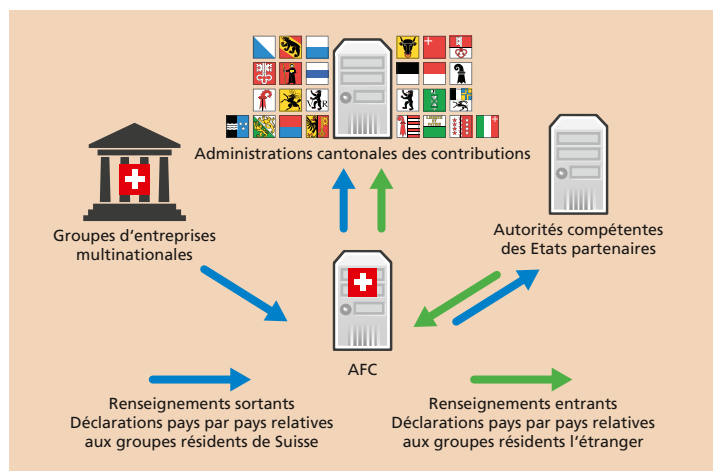 Administrations cantonales des contributions
Groupes d'entreprises
multinationales
Autorités compétentes
des Etats partenaires
AFC
Renseignements sortants
Déclarations pays par pays relatives
aux groupes résidents de Suisse
Renseignements entrants
Déclarations pays par pays relatives
aux groupes résidents l'étranger